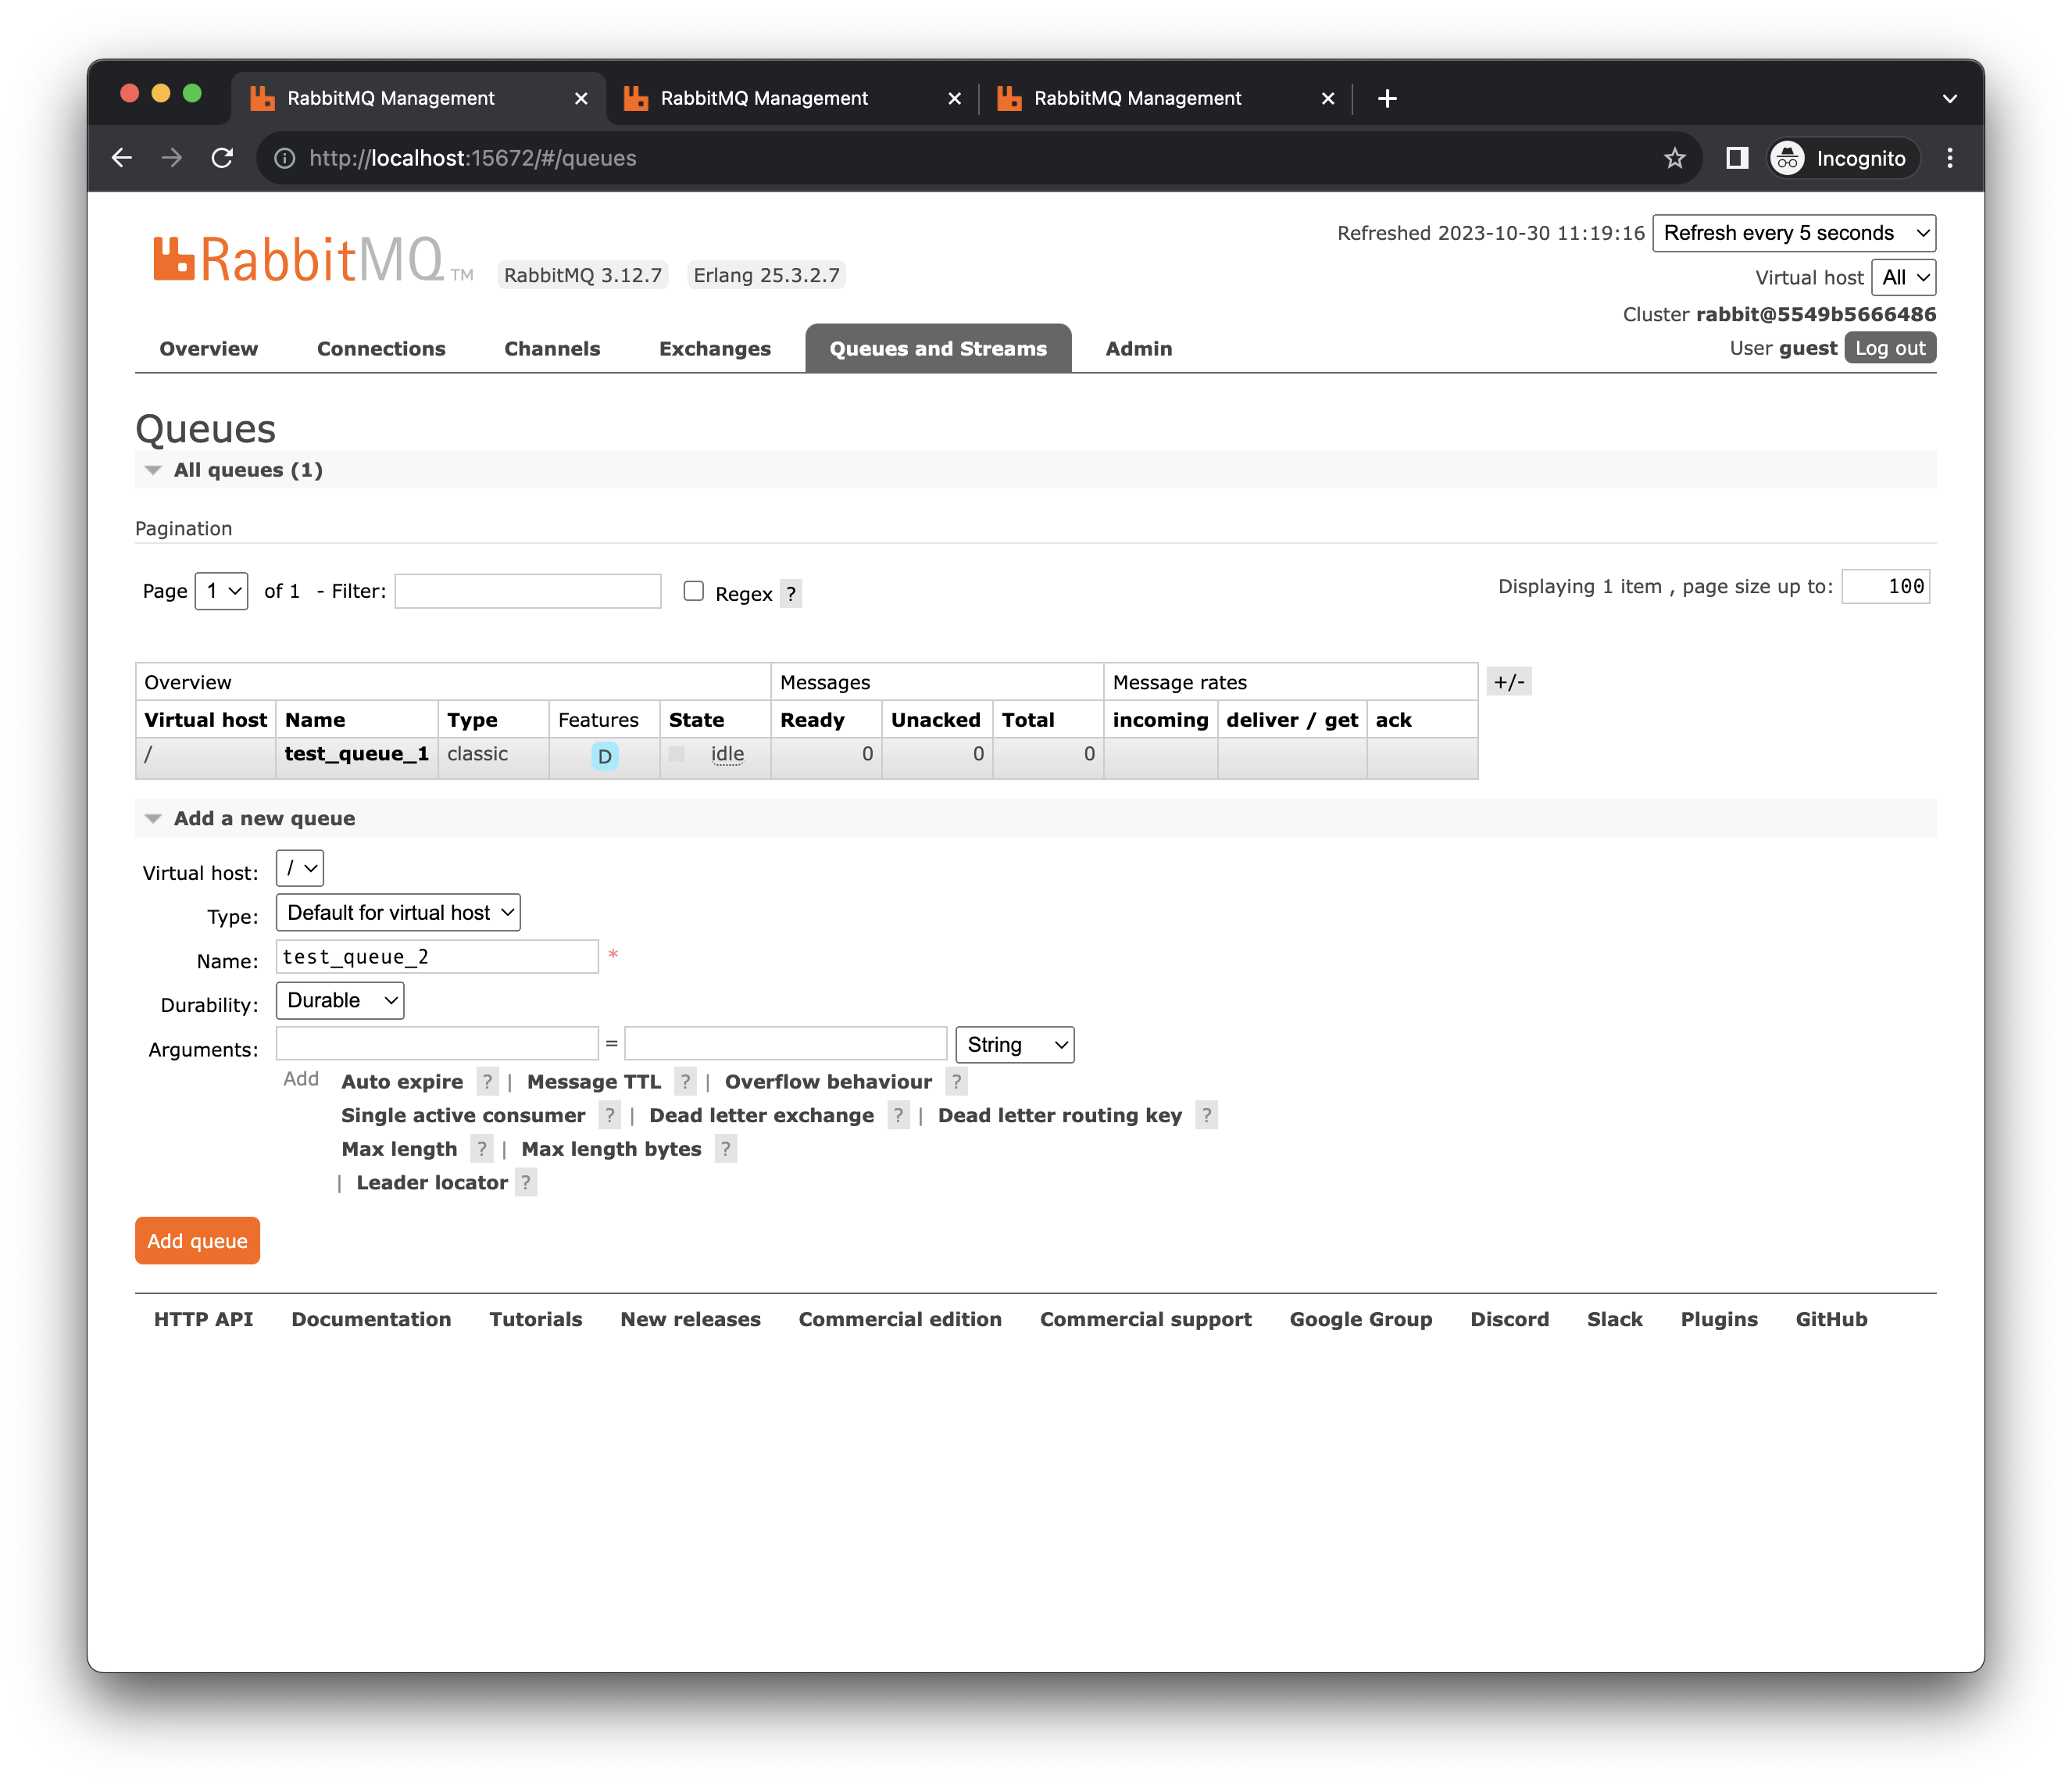 RabbitMQ Management
RabbitMQ Management
RabbitMQ Management
http://localhost:15672/#/queues
Incognito
Refreshed 2023-10-30 11:19:16 Refresh every 5 seconds
RabbitMQ TM RabbitMQ 3.12.7 Erlang 25.3.2.7
Virtual host All
Cluster rabbit@5549b5666486
User guest Log out
Overview Connections Channels Exchanges Queues and Streams Admin
Queues
All queues (1)
Pagination
Page 1 of 1 - Filter: Regex ? Displaying 1 item , page size up to: 100
Overview Messages Message rates +/-
Virtual host Name Type Features State Ready Unacked Total incoming deliver / get ack
/ test_queue_1 classic D idle 0 0 0
Add a new queue
Virtual host: /
Type: Default for virtual host
Name: test_queue_2 *
Durability: Durable
Arguments: = String
Add Auto expire ? | Message TTL ? | Overflow behaviour ?
Single active consumer ? | Dead letter exchange ? | Dead letter routing key ?
Max length ? | Max length bytes ?
| Leader locator ?
Add queue
HTTP API Documentation Tutorials New releases Commercial edition Commercial support Google Group Discord Slack Plugins GitHub